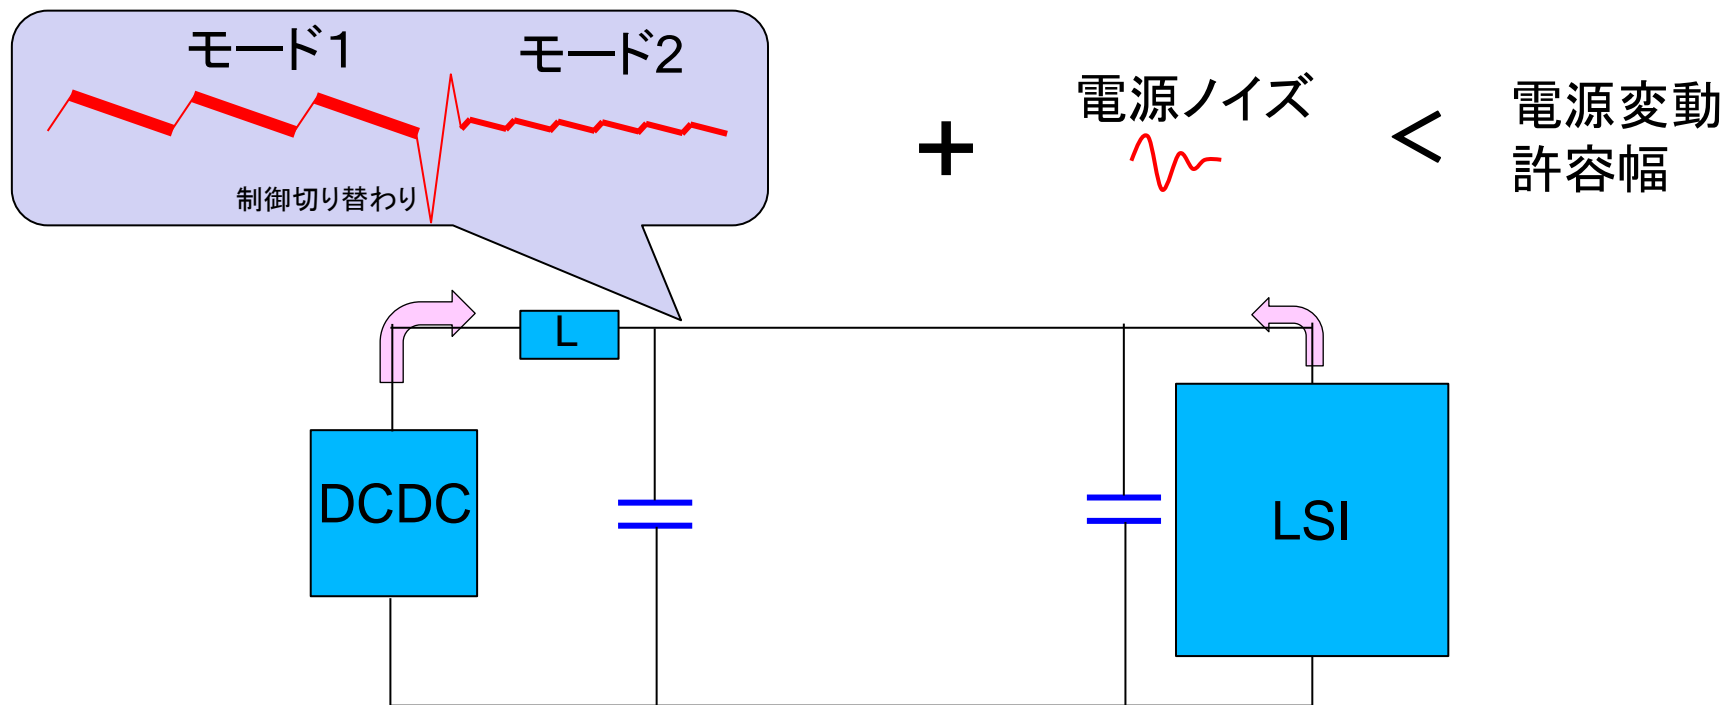 モード1
モード2
制御切り替わり
+
電源ノイズ
<
電源変動
許容幅
L
DCDC
LSI